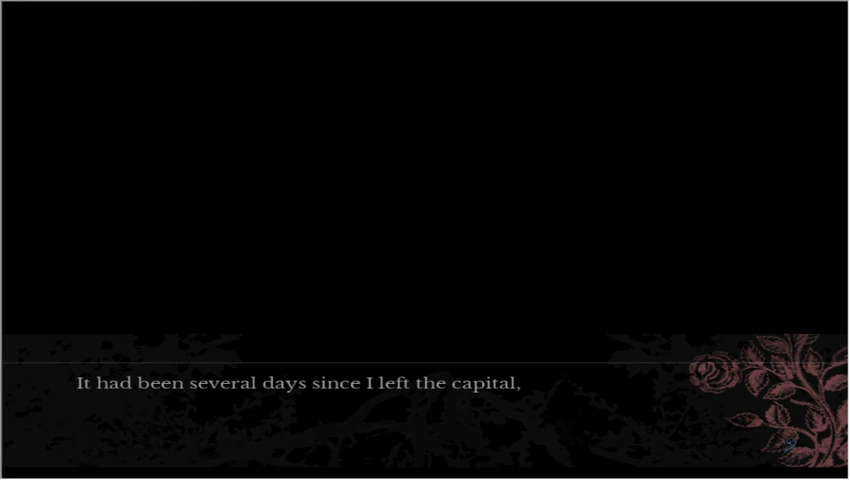 It had been several days since I left the capital,